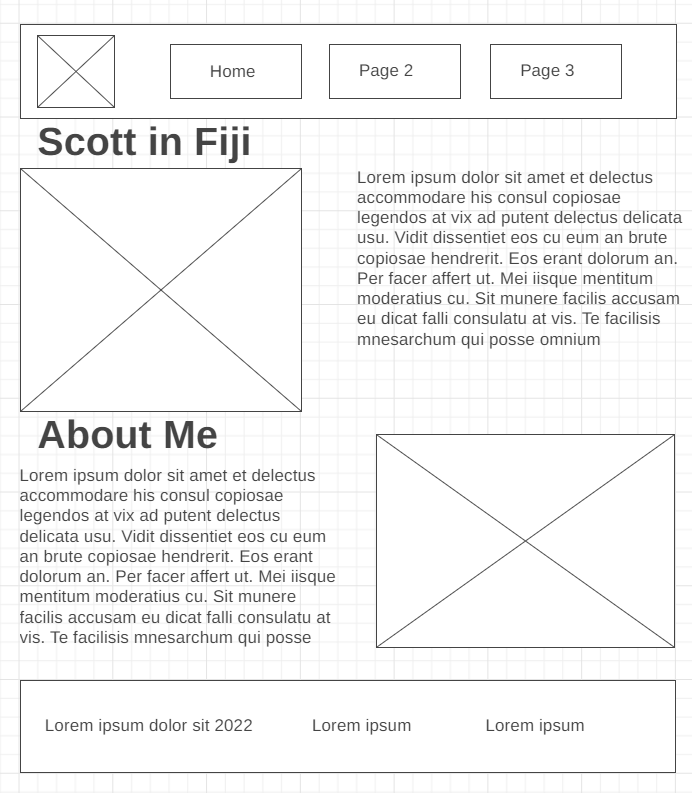 Home
Page 2
Page 3
Scott in Fiji
Lorem ipsum dolor sit amet et delectus
accommodare his consul copiosae
legendos at vix ad putent delectus delicata
usu. Vidit dissentiet eos cu eum an brute
copiosae hendrerit. Eos erant dolorum an.
Per facer affert ut. Mei iisque mentitum
moderatius cu. Sit munere facilis accusam
eu dicat falli consulatu at vis. Te facilisis
mnesarchum qui posse omnium
About Me
Lorem ipsum dolor sit amet et delectus
accommodare his consul copiosae
legendos at vix ad putent delectus
delicata usu. Vidit dissentiet eos cu eum
an brute copiosae hendrerit. Eos erant
dolorum an. Per facer affert ut. Mei iisque
mentitum moderatius cu. Sit munere
facilis accusam eu dicat falli consulatu at
vis. Te facilisis mnesarchum qui posse
Lorem ipsum dolor sit 2022
Lorem ipsum
Lorem ipsum